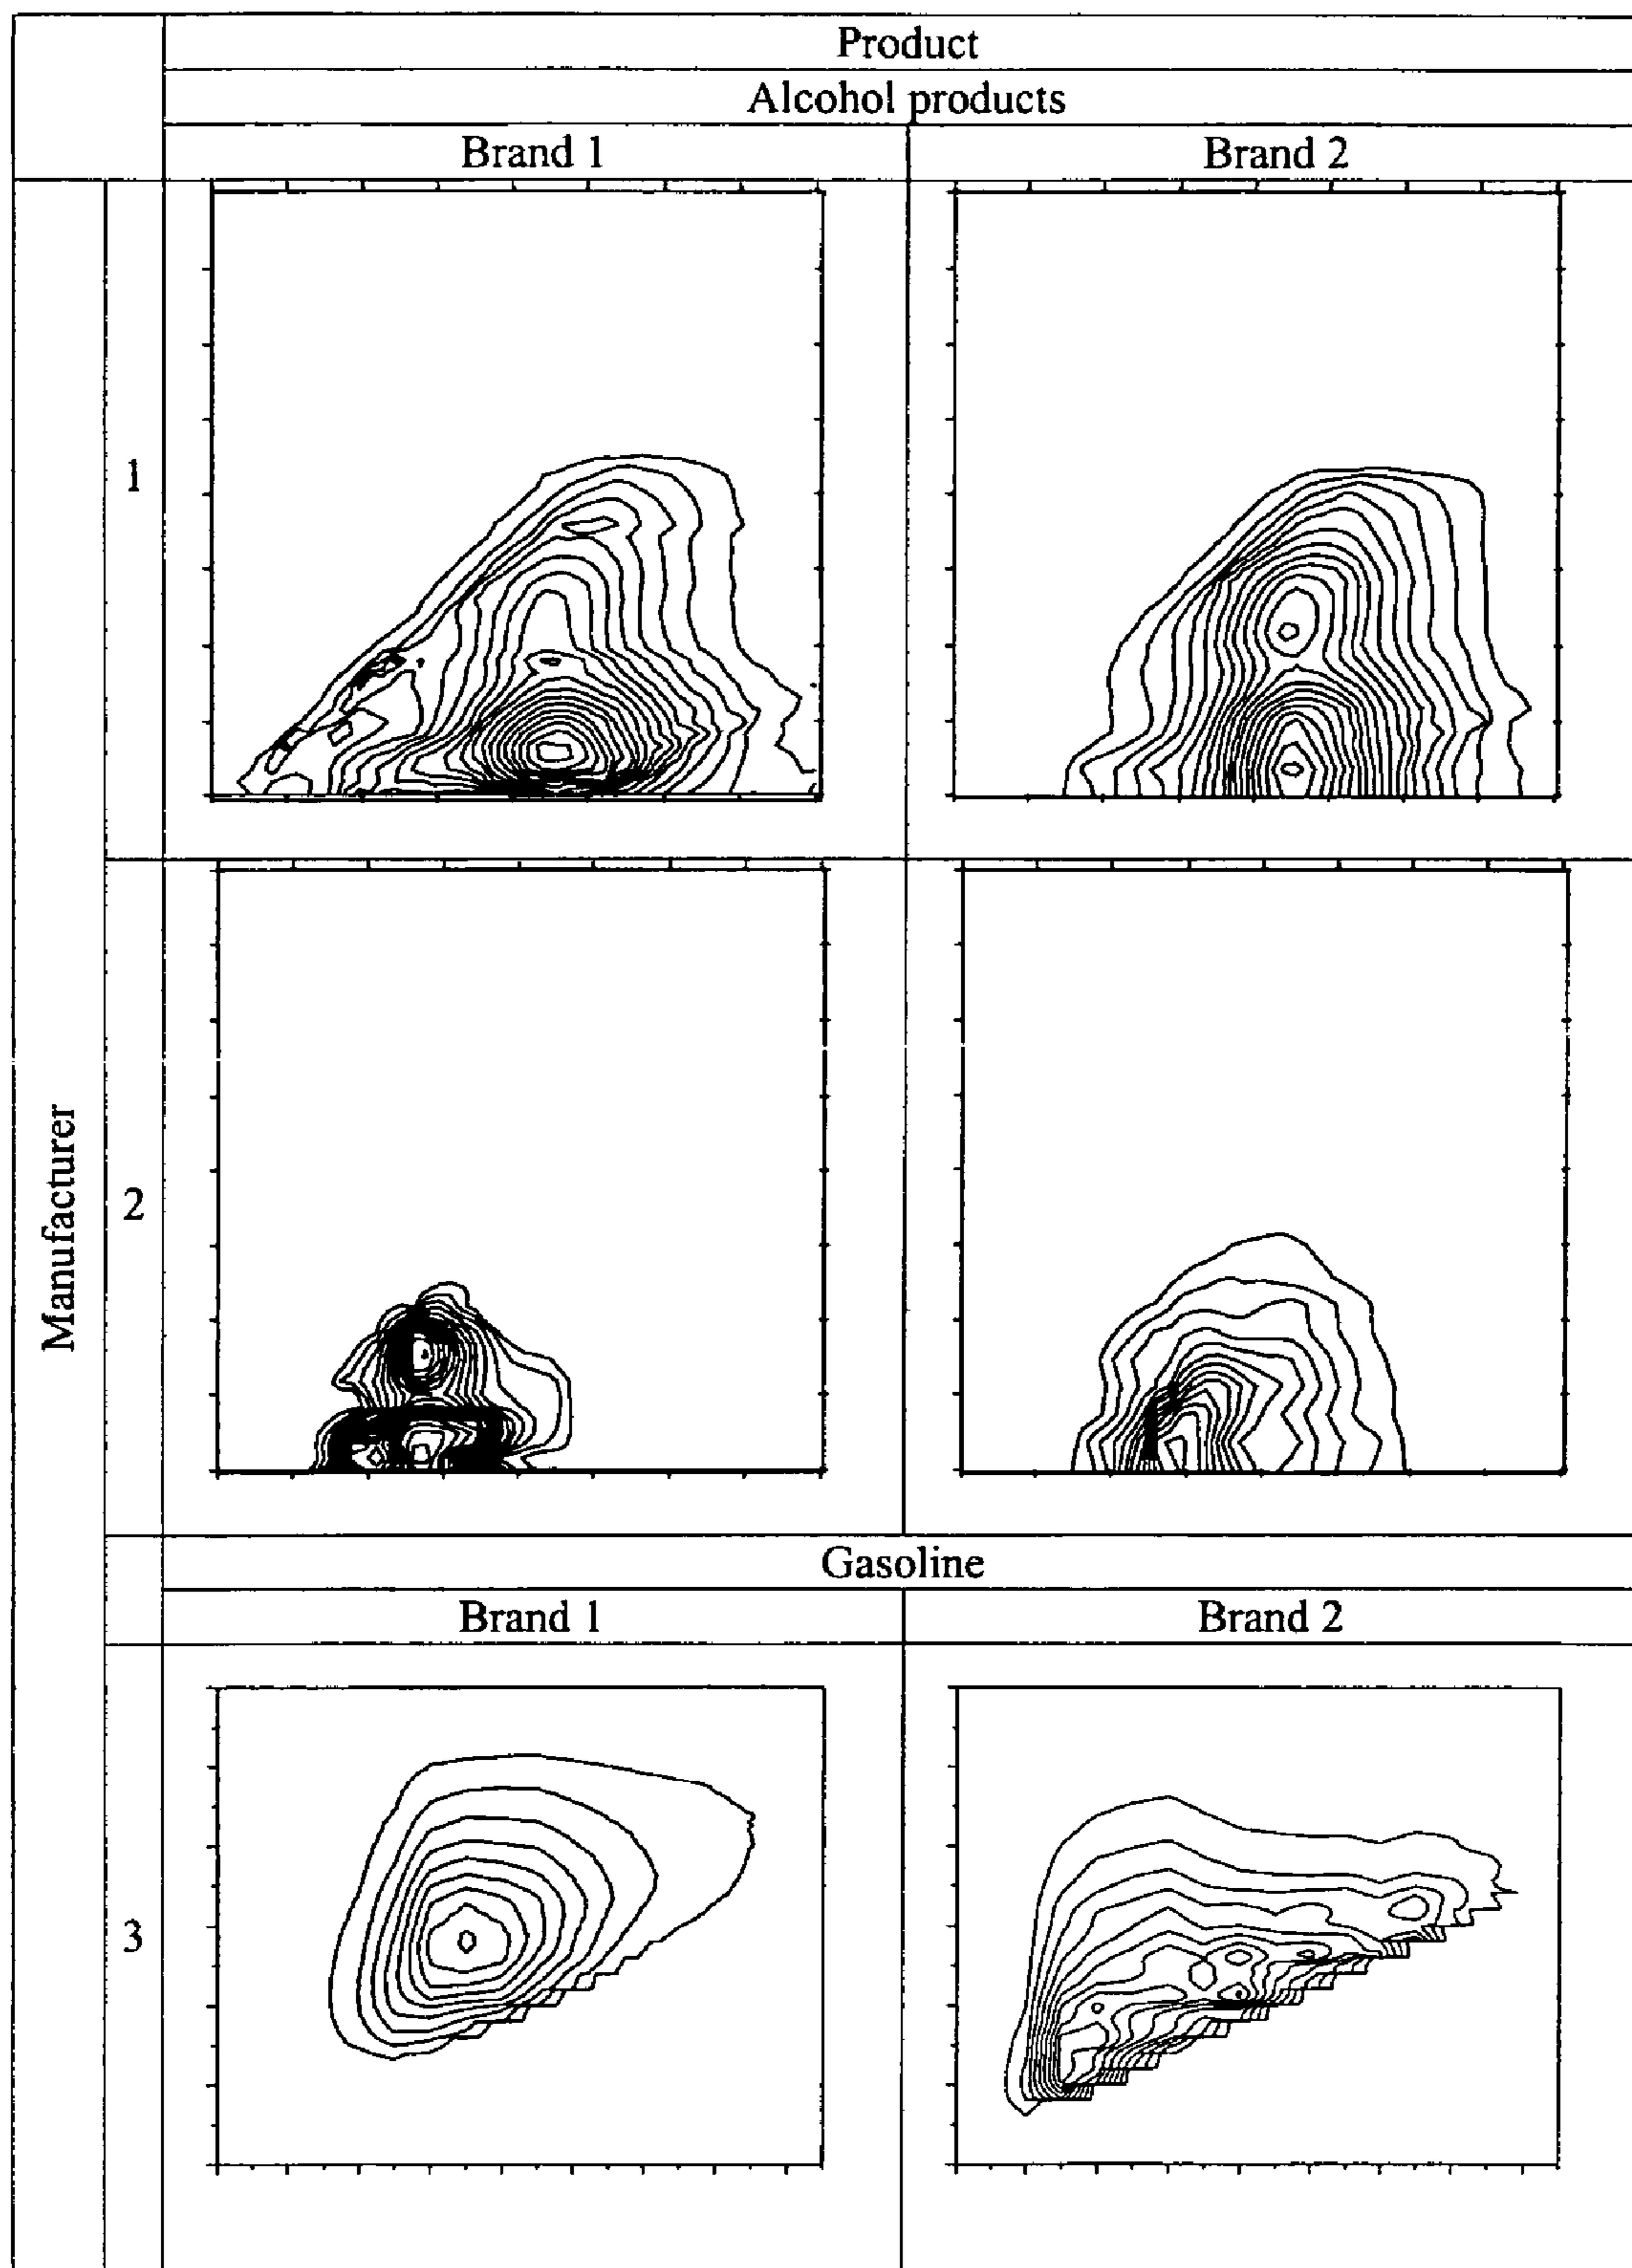 Product
Alcohol products
Brand 1
Brand 2
1
Manufacturer
2
Gasoline
Brand 1
Brand 2
3